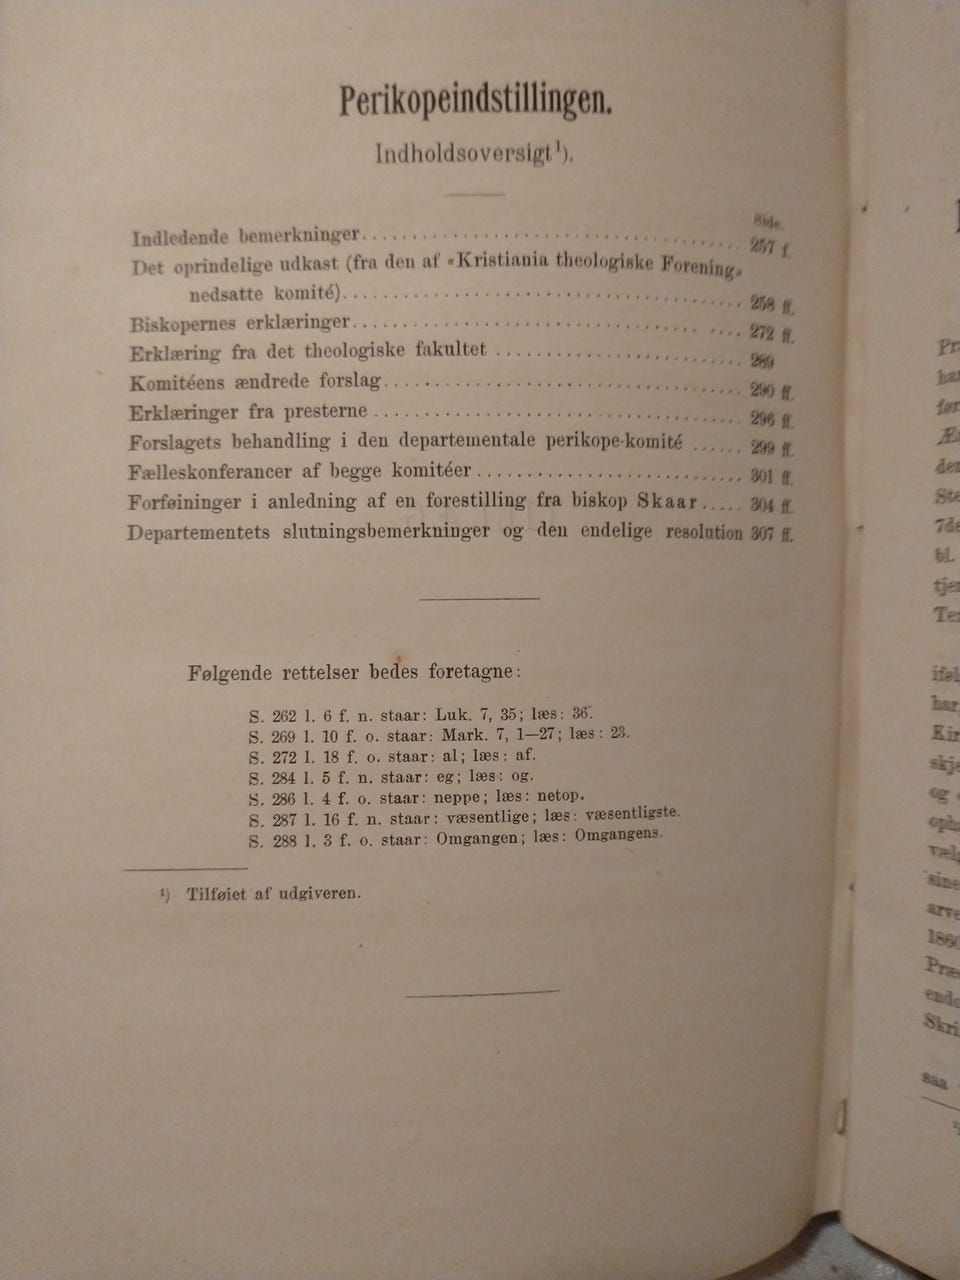 Perikopeindstillingen.
Indholdsoversigt¹).
Side.
Indledende bemerkninger.................................... 257 f.
Det oprindelige udkast (fra den af «Kristiania theologiske Forening»
nedsatte komité)...................................... 258 ff.
Biskopernes erklæringer.................................... 272 ff.
Erklæring fra det theologiske fakultet ........................ 289
Komitéens ændrede forslag.................................. 290 ff.
Erklæringer fra presterne ................................... 296 ff.
Forslagets behandling i den departementale perikope-komité ...... 299 ff.
Fælleskonferancer af begge komitéer .......................... 301 ff.
Forføininger i anledning af en forestilling fra biskop Skaar..... 304 ff.
Departementets slutningsbemerkninger og den endelige resolution 307 ff.
Følgende rettelser bedes foretagne:
S. 262 l. 6 f. n. staar: Luk. 7, 35; læs: 36.
S. 269 l. 10 f. o. staar: Mark. 7, 1—27; læs: 23.
S. 272 l. 18 f. o. staar: al; læs: af.
S. 284 l. 5 f. n. staar: eg; læs: og.
S. 286 l. 4 f. o. staar: neppe; læs: netop.
S. 287 l. 16 f. n. staar: væsentlige; læs: væsentligste.
S. 288 l. 3 f. o. staar: Omgangen; læs: Omgangens.
¹) Tilføiet af udgiveren.
7de
bl.
og
sine
1860
saa